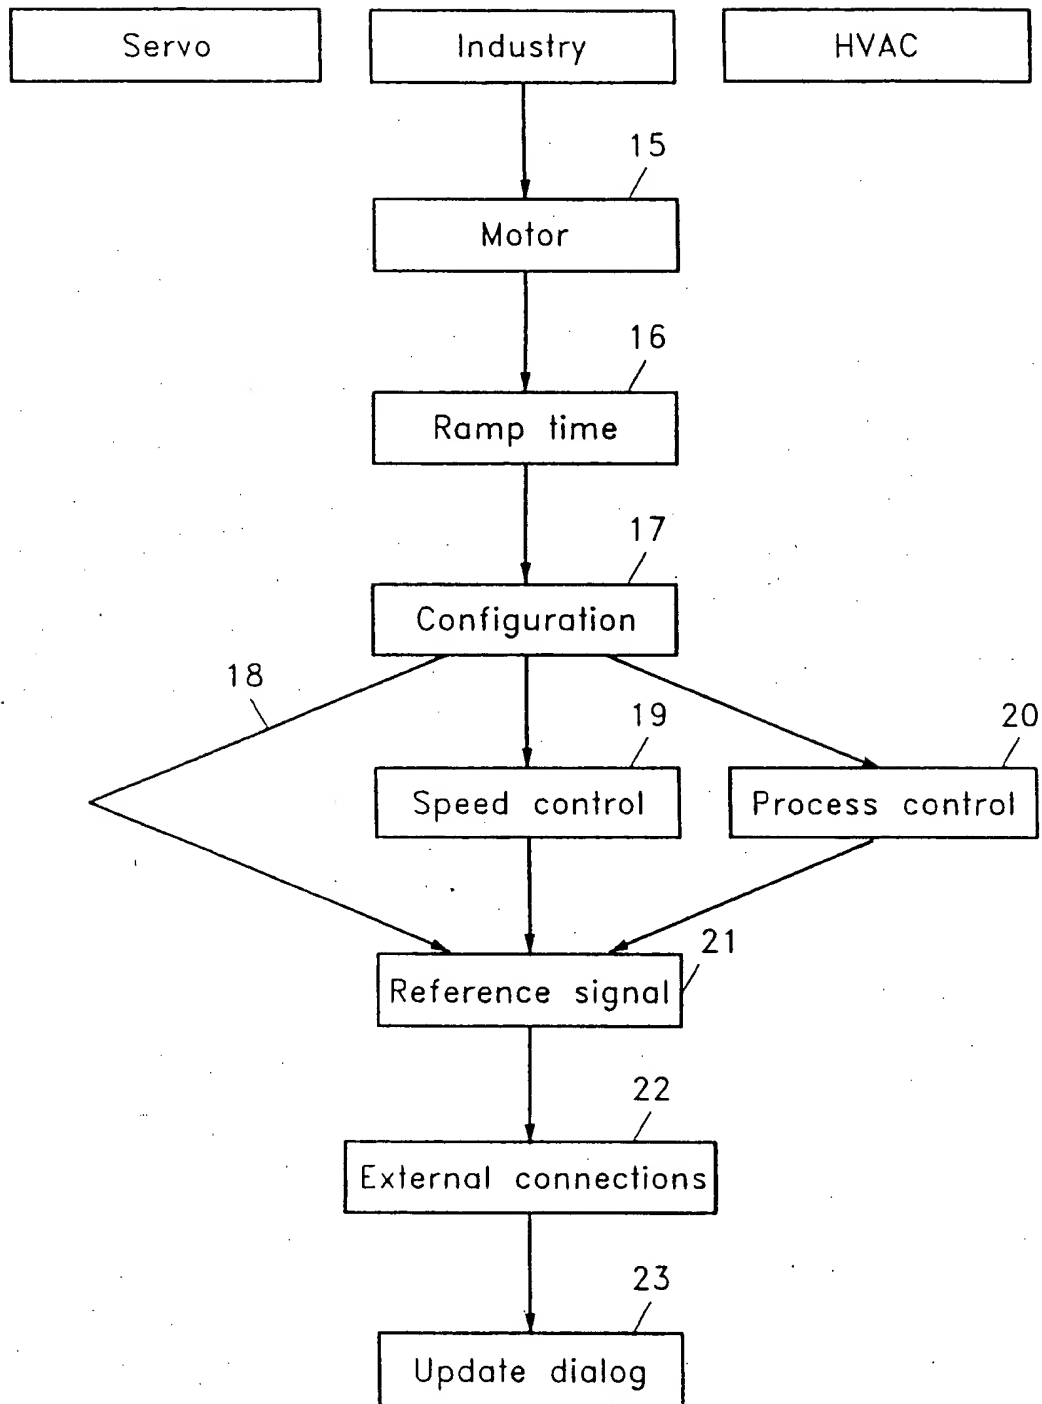 Servo
Industry
HVAC
15
Motor
16
Ramp time
17
Configuration
18
19
20
Speed control
Process control
21
Reference signal
22
External connections
23
Update dialog